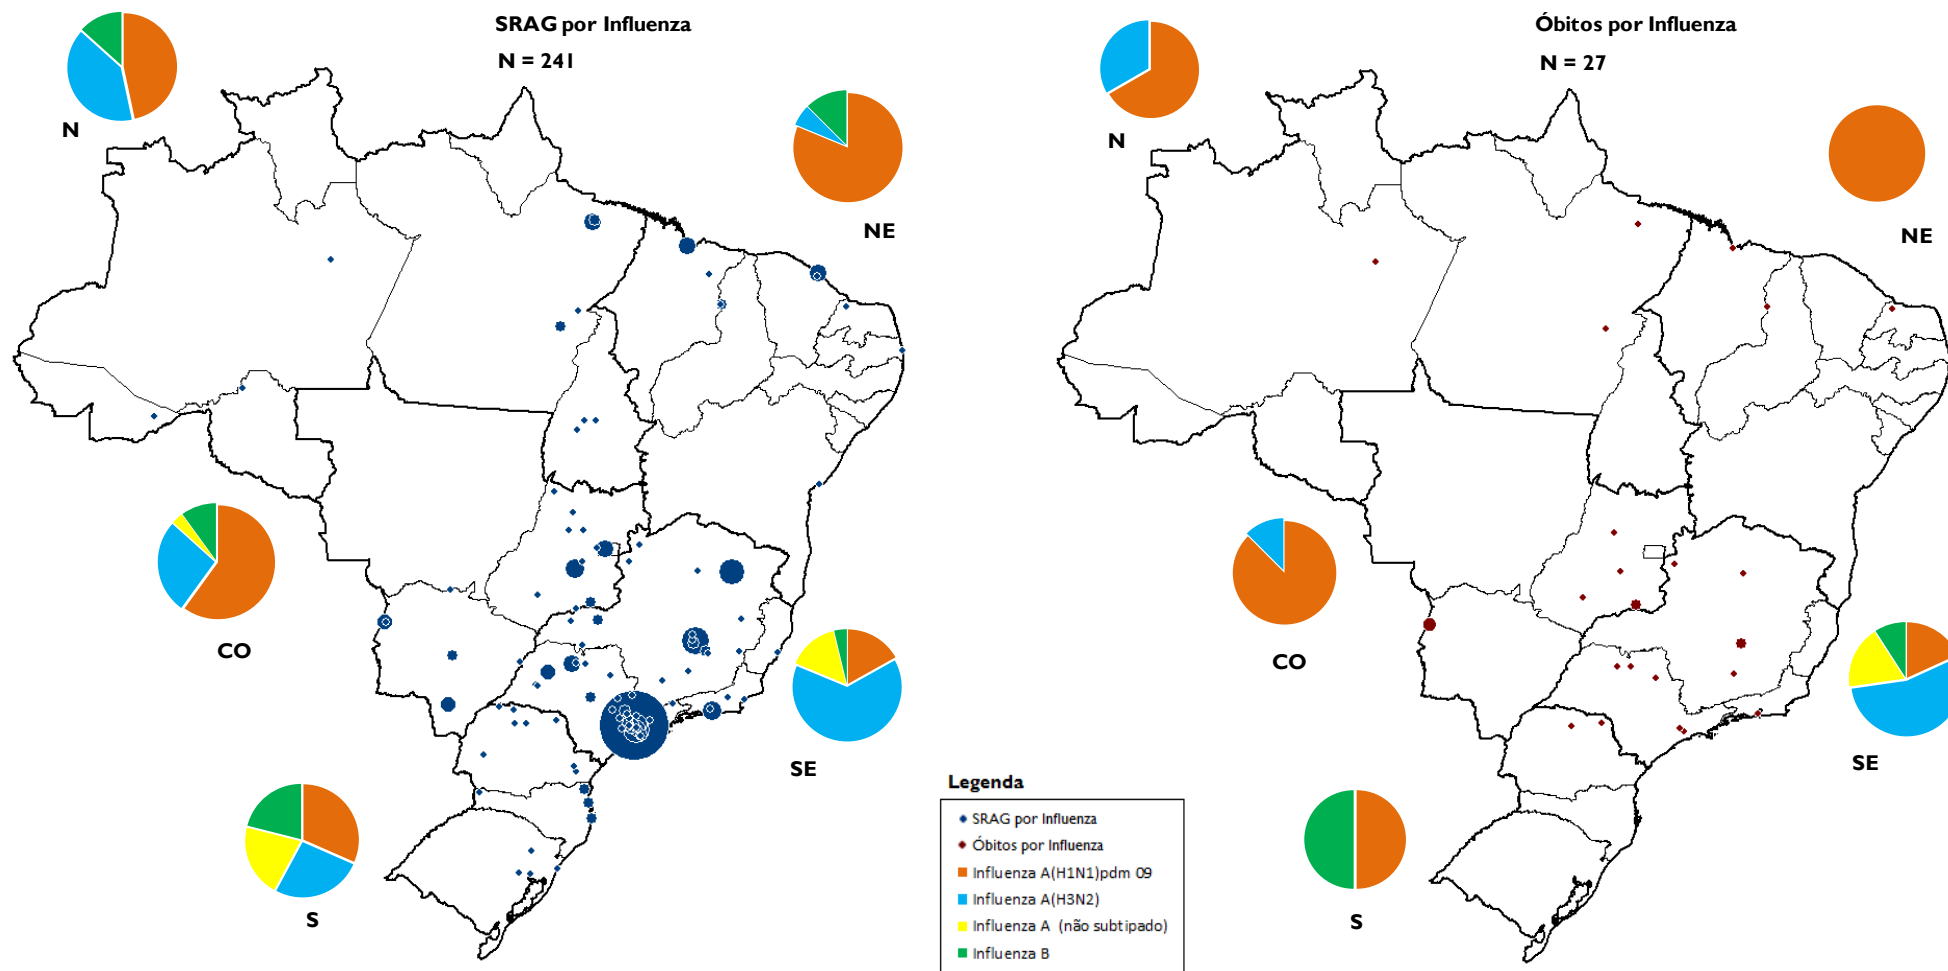 SRAG por Influenza
N = 241
N
NE
CO
SE
S
Óbitos por Influenza
N = 27
N
NE
CO
SE
S
Legenda
SRAG por Influenza
Óbitos por Influenza
Influenza A(H1N1)pdm 09
Influenza A(H3N2)
Influenza A (não subtipado)
Influenza B